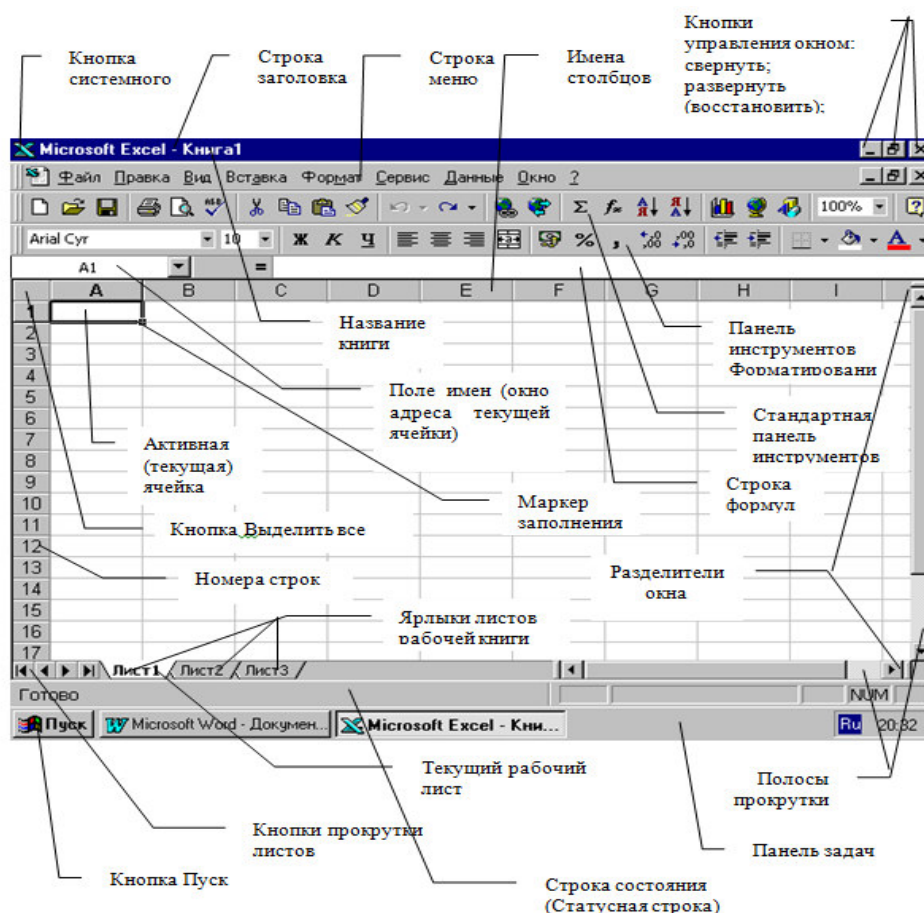 Кнопка системного
Строка заголовка
Строка меню
Имена столбцов
Кнопки управления окном:
свернуть;
развернуть
(восстановить);
Microsoft Excel - Книга1
Файл Правка Вид Вставка Формат Сервис Данные Окно ?
100%
Arial Cyr 10 Ж К Ч % ,
A1 =
A B C D E F G H I
1
2
3
4
5
6
7
8
9
10
11
12
13
14
15
16
17
Название книги
Панель инструментов Форматировани
Поле имен (окно адреса текущей ячейки)
Стандартная панель инструментов
Активная (текущая) ячейка
Строка формул
Маркер заполнения
Кнопка Выделить все
Номера строк
Разделители окна
Ярлыки листов рабочей книги
Лист1 Лист2 Лист3
Готово NUM
Пуск Microsoft Word - Докумен... Microsoft Excel - Кни... Ru 20:32
Текущий рабочий лист
Полосы прокрутки
Кнопки прокрутки листов
Панель задач
Кнопка Пуск
Строка состояния
(Статусная строка)